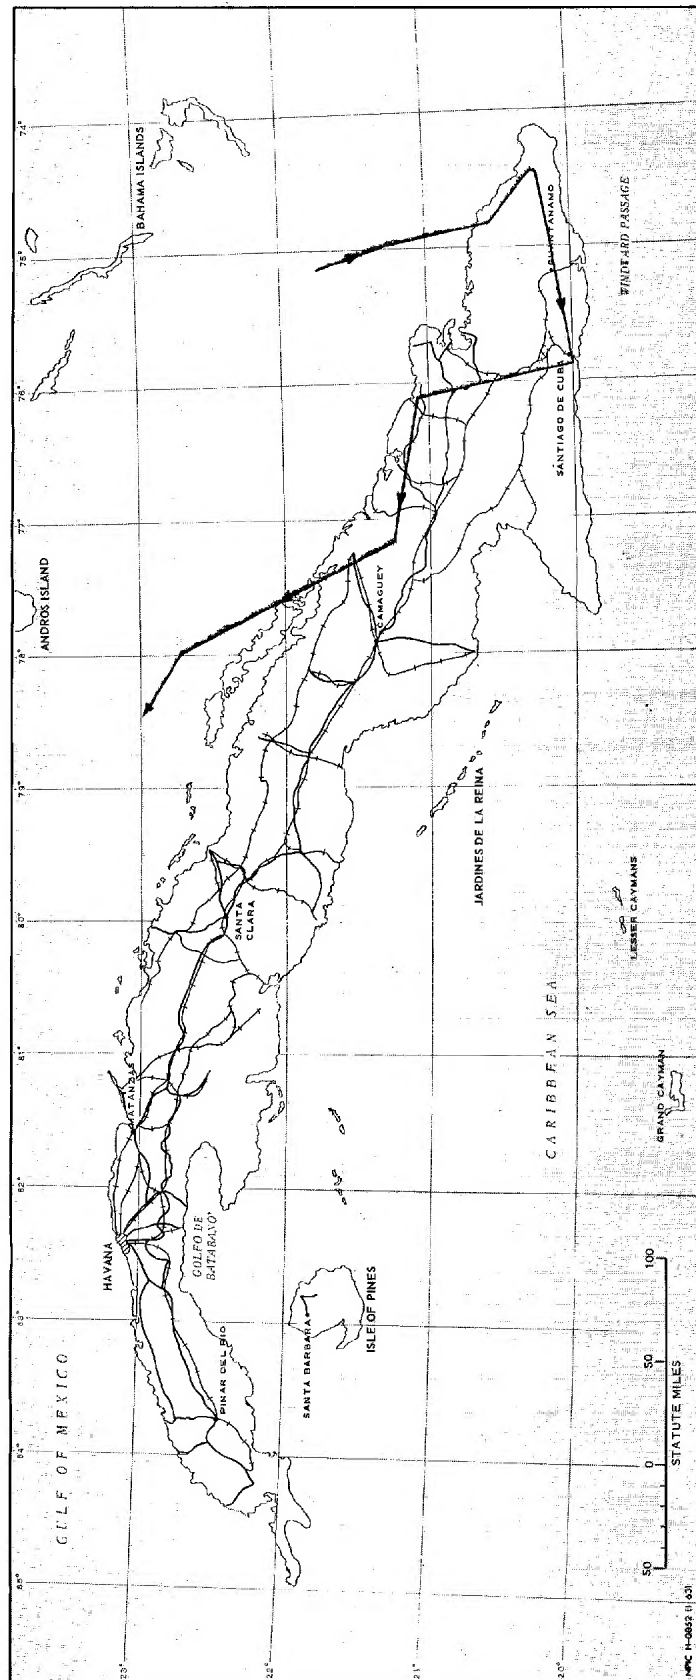 GULF OF MEXICO
85°
84°
83°
82°
81°
80°
79°
78°
77°
76°
75°
74°
23°
22°
21°
20°
HAVANA
MATANZAS
PINAR DEL RIO
GOLFO DE
BATABANO
SANTA BARBARA
ISLE OF PINES
SANTA
CLARA
CAMAGUEY
ANDROS ISLAND
BAHAMA ISLANDS
JARDINES DE LA REINA
CARIBBEAN SEA
GRAND CAYMAN
LESSER CAYMANS
SANTIAGO DE CUBA
GUANTANAMO
WINDWARD PASSAGE
50 0 50 100
STATUTE MILES